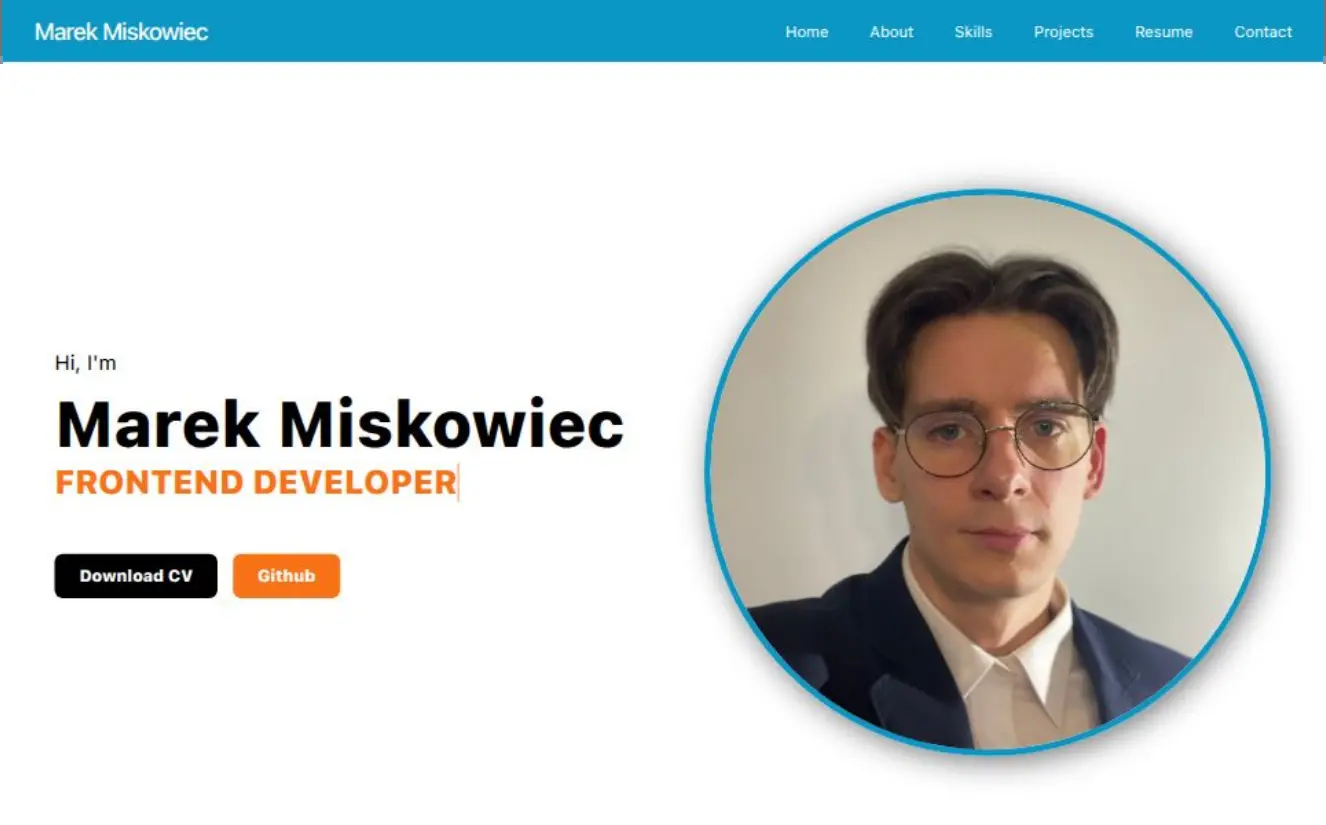 Marek Miskowiec
Home About Skills Projects Resume Contact
Hi, I'm
Marek Miskowiec
FRONTEND DEVELOPER
Download CV Github